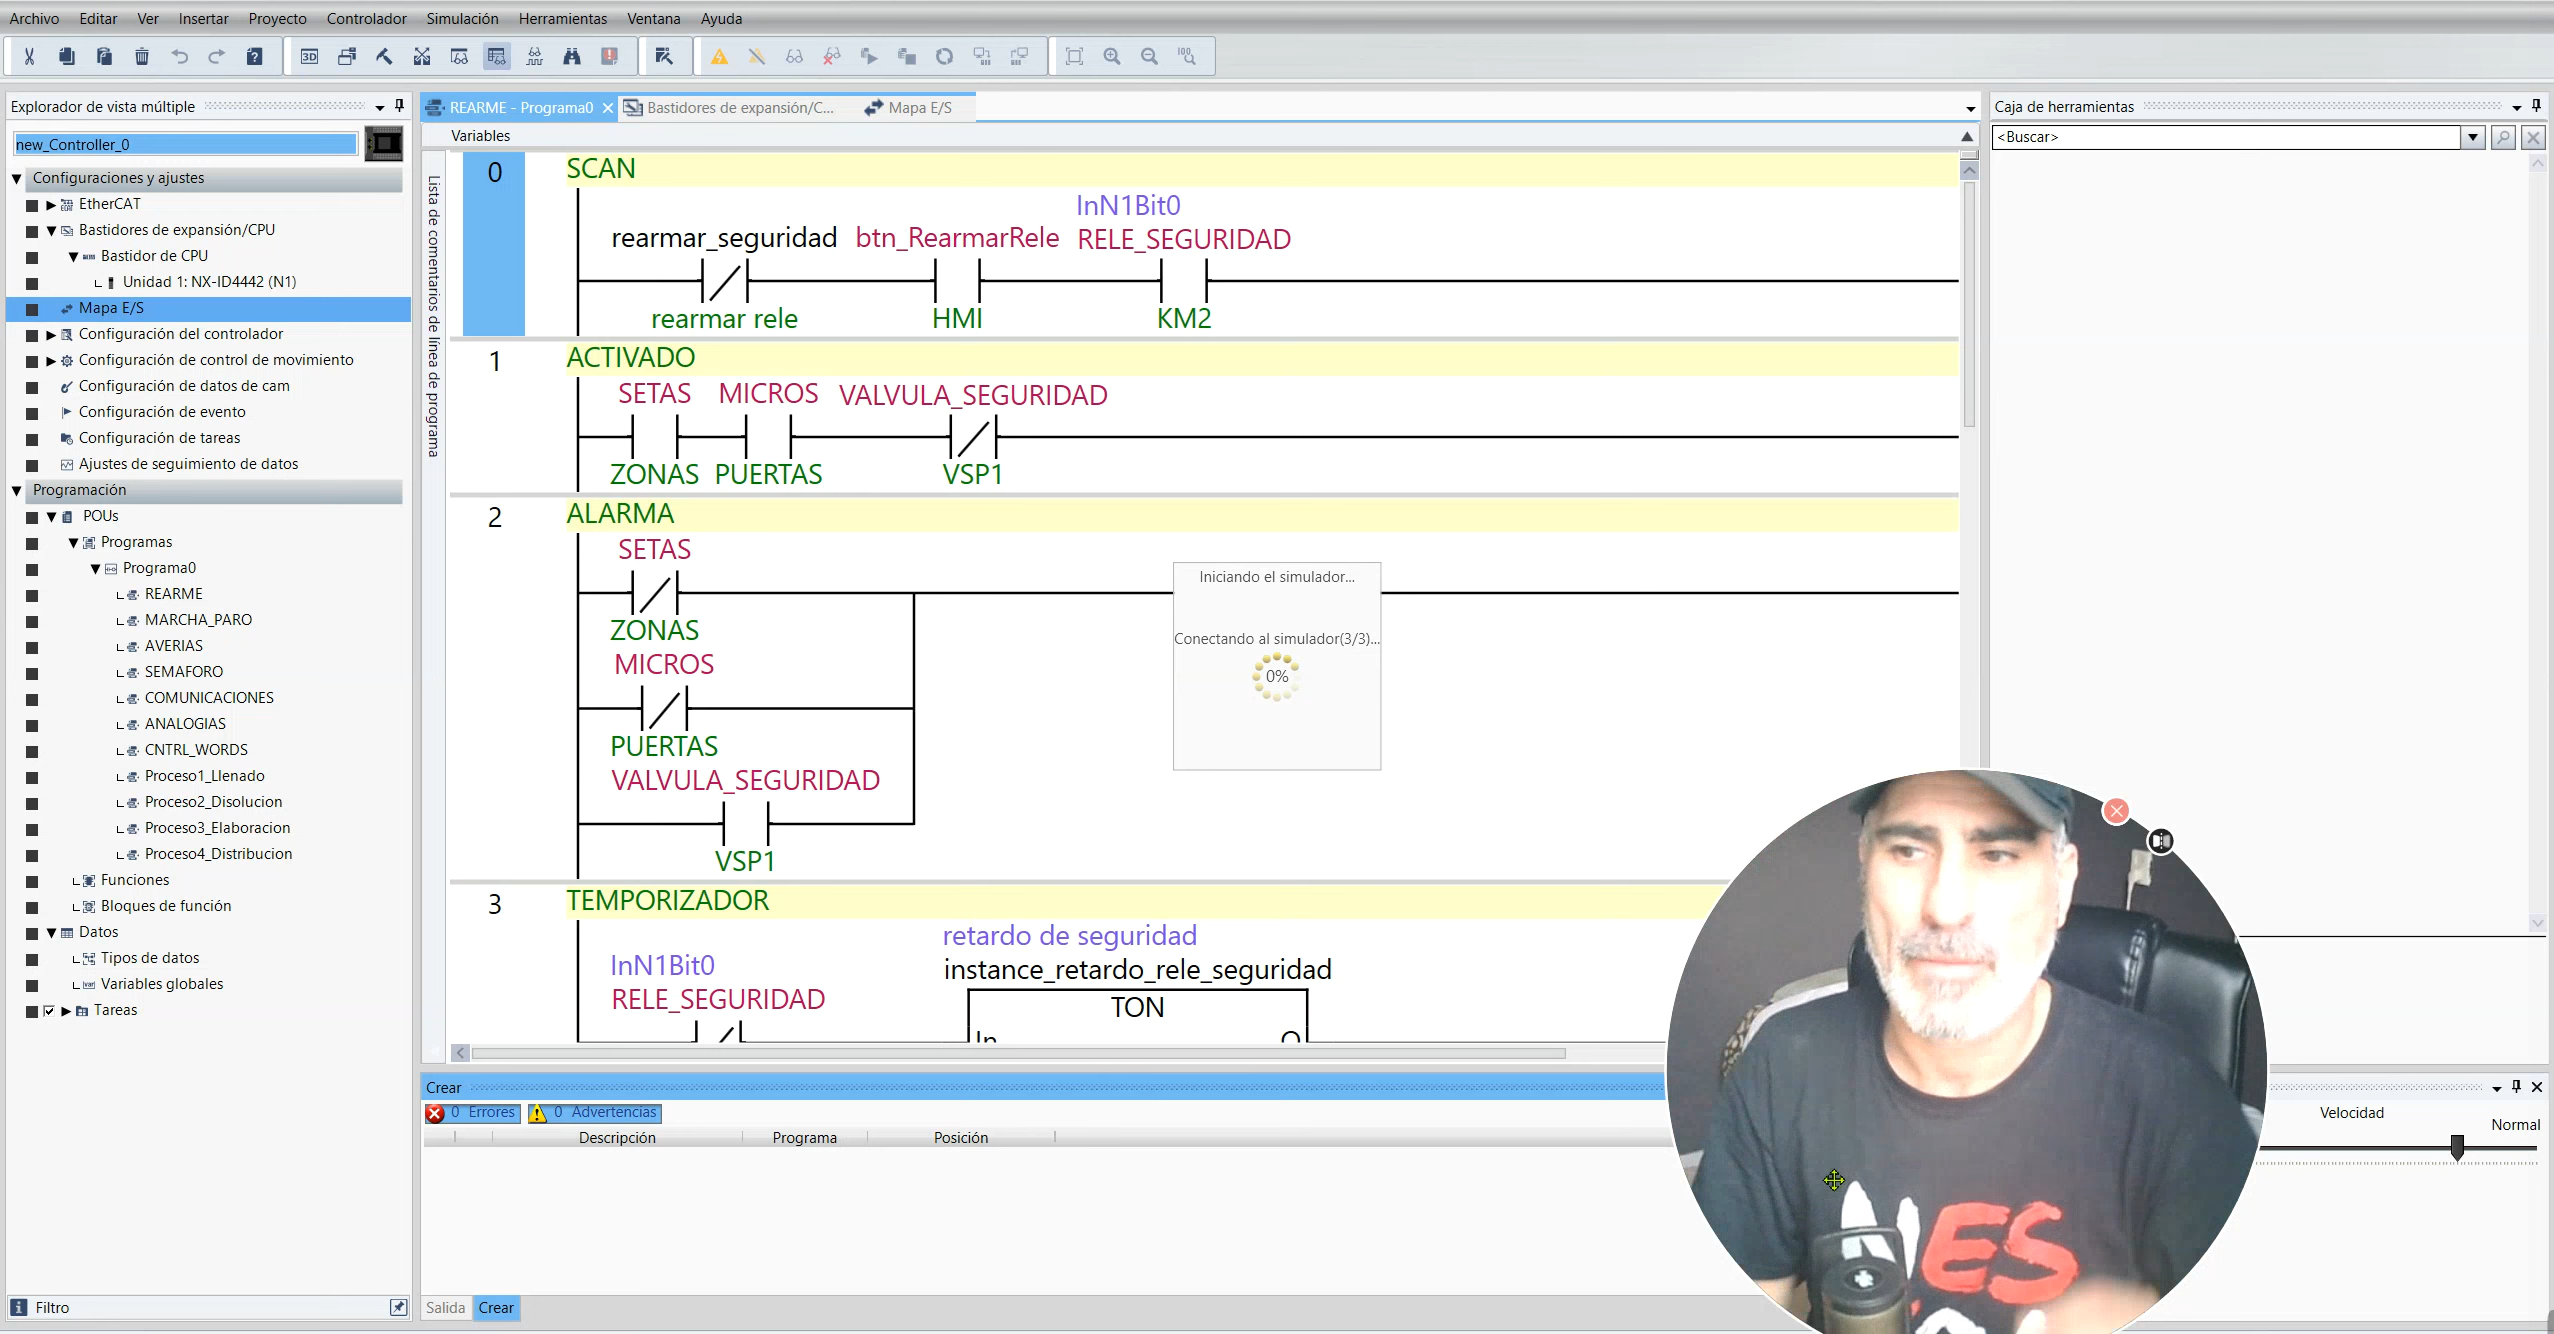 Archivo Editar Ver Insertar Proyecto Controlador Simulación Herramientas Ventana Ayuda
3D
100
Explorador de vista múltiple
new_Controller_0
Configuraciones y ajustes
EtherCAT
Bastidores de expansión/CPU
Bastidor de CPU
Unidad 1: NX-ID4442 (N1)
Mapa E/S
Configuración del controlador
Configuración de control de movimiento
Configuración de datos de cam
Configuración de evento
Configuración de tareas
Ajustes de seguimiento de datos
Programación
POUs
Programas
Programa0
REARME
MARCHA_PARO
AVERIAS
SEMAFORO
COMUNICACIONES
ANALOGIAS
CNTRL_WORDS
Proceso1_Llenado
Proceso2_Disolucion
Proceso3_Elaboracion
Proceso4_Distribucion
Funciones
Bloques de función
Datos
Tipos de datos
Variables globales
Tareas
Filtro
REARME - Programa0 Bastidores de expansión/C... Mapa E/S
Variables
Lista de comentarios de línea de programa
0 SCAN
InN1Bit0
rearmar_seguridad btn_RearmarRele RELE_SEGURIDAD
rearmar rele HMI KM2
1 ACTIVADO
SETAS MICROS VALVULA_SEGURIDAD
ZONAS PUERTAS VSP1
2 ALARMA
SETAS
ZONAS
MICROS
PUERTAS
VALVULA_SEGURIDAD
VSP1
Iniciando el simulador...
Conectando al simulador(3/3)...
0%
3 TEMPORIZADOR
retardo de seguridad
InN1Bit0 instance_retardo_rele_seguridad
RELE_SEGURIDAD TON
In Q
Crear
0 Errores 0 Advertencias
Descripción Programa Posición
Salida Crear
Caja de herramientas
<Buscar>
Velocidad
Normal